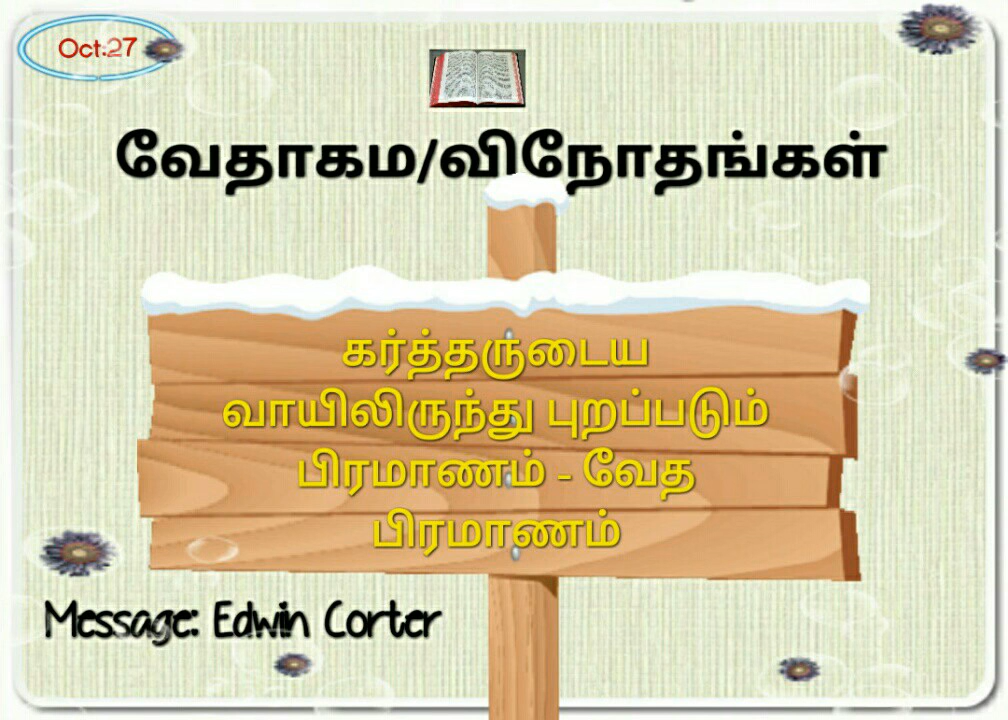 Oct:27
வேதாகம/விநோதங்கள்
கர்த்தருடைய
வாயிலிருந்து புறப்படும்
பிரமாணம் - வேத
பிரமாணம்
Message: Edwin Corter